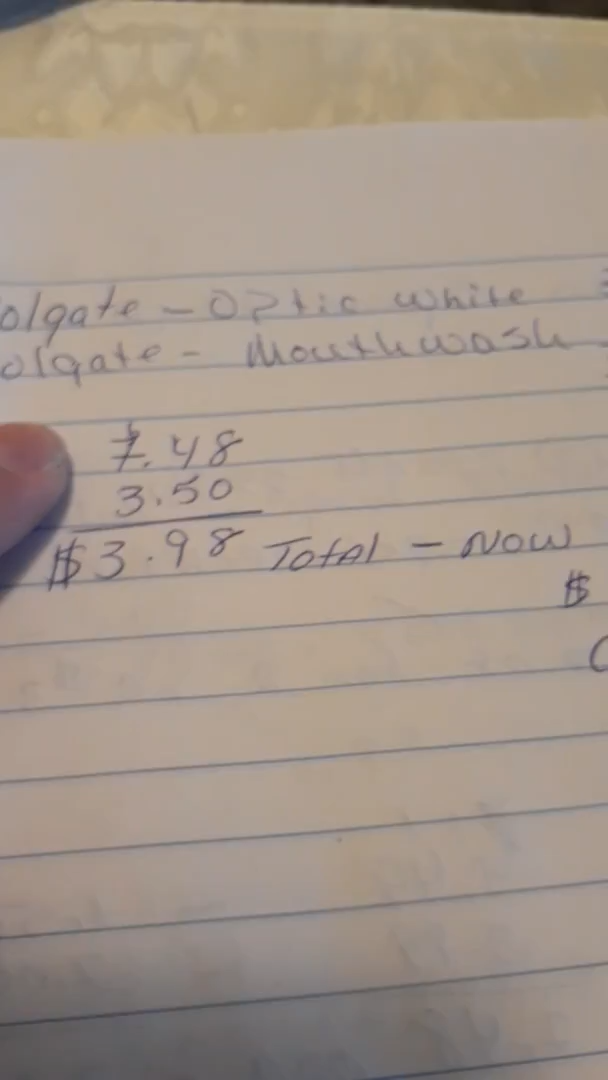 olgate - Optic white
olgate - Mouthwash
7.48
3.50
$3.98 Total - Now
$